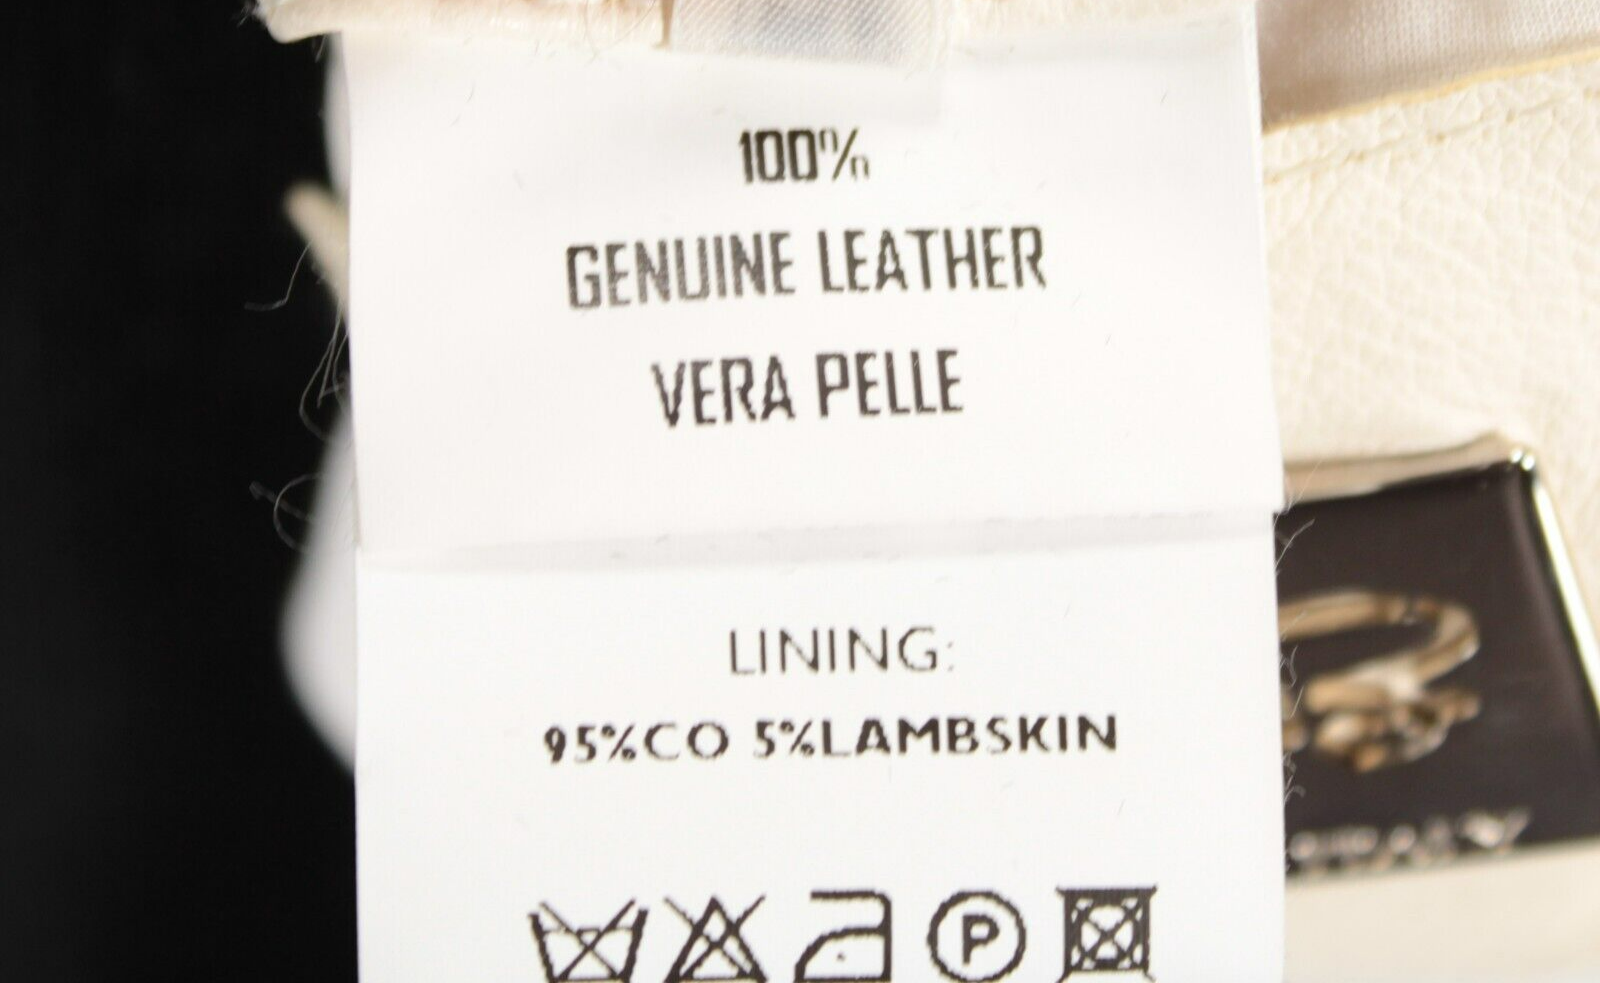 100%
GENUINE LEATHER
VERA PELLE
LINING:
95%CO 5%LAMBSKIN
P